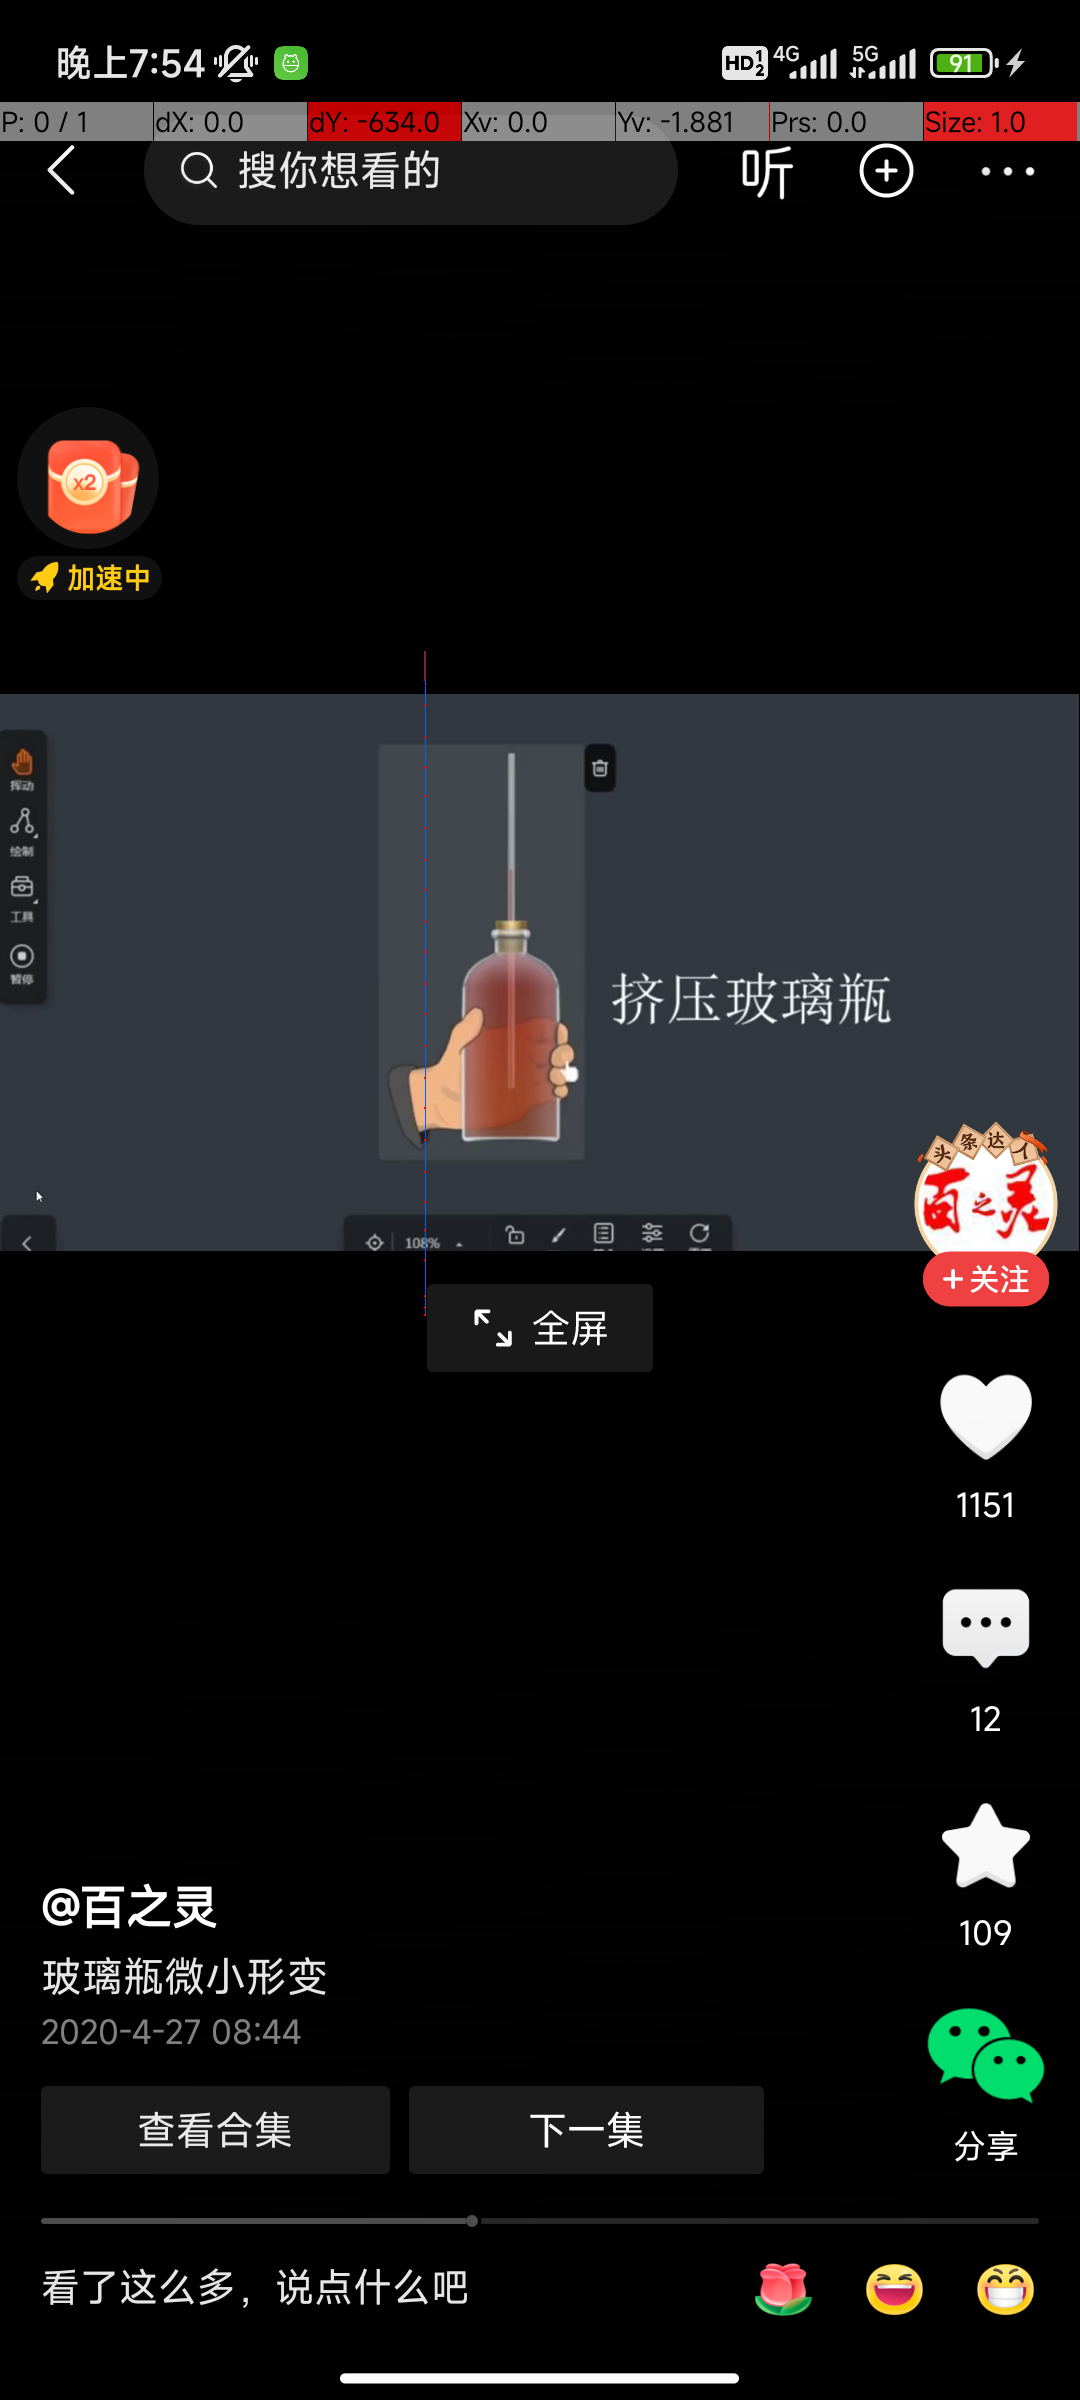 晚上7:54
HD 1 2 4G 5G 91
P: 0 / 1 dX: 0.0 dY: -634.0 Xv: 0.0 Yv: -1.881 Prs: 0.0 Size: 1.0
搜你想看的 听
x2
加速中
挥动
绘制
工具
暂停
挤压玻璃瓶
头条达人
百之灵
108%
+关注
全屏
1151
12
109
@百之灵
玻璃瓶微小形变
2020-4-27 08:44
查看合集 下一集
分享
看了这么多，说点什么吧